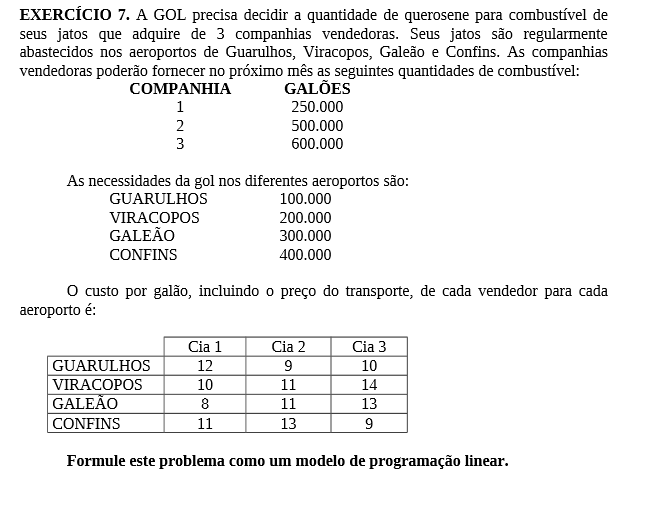 EXERCÍCIO 7. A GOL precisa decidir a quantidade de querosene para combustível de
seus jatos que adquire de 3 companhias vendedoras. Seus jatos são regularmente
abastecidos nos aeroportos de Guarulhos, Viracopos, Galeão e Confins. As companhias
vendedoras poderão fornecer no próximo mês as seguintes quantidades de combustível:
COMPANHIA GALÕES
1 250.000
2 500.000
3 600.000
As necessidades da gol nos diferentes aeroportos são:
GUARULHOS 100.000
VIRACOPOS 200.000
GALEÃO 300.000
CONFINS 400.000
O custo por galão, incluindo o preço do transporte, de cada vendedor para cada
aeroporto é:
Cia 1 Cia 2 Cia 3
GUARULHOS 12 9 10
VIRACOPOS 10 11 14
GALEÃO 8 11 13
CONFINS 11 13 9
Formule este problema como um modelo de programação linear.